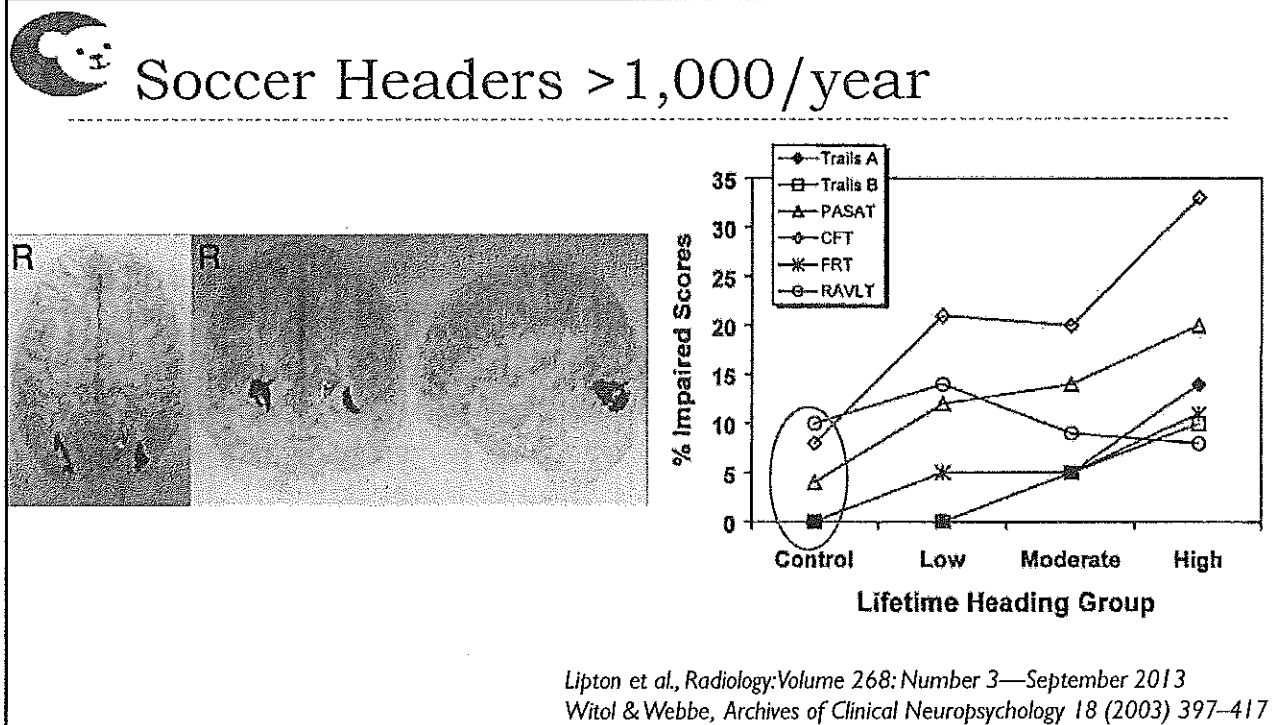 Soccer Headers >1,000/year
R
R
Trails A
Trails B
PASAT
CFT
FRT
RAVLT
35
30
25
20
15
10
5
0
% Impaired Scores
Control Low Moderate High
Lifetime Heading Group
Lipton et al., Radiology:Volume 268: Number 3—September 2013
Witol & Webbe, Archives of Clinical Neuropsychology 18 (2003) 397–417